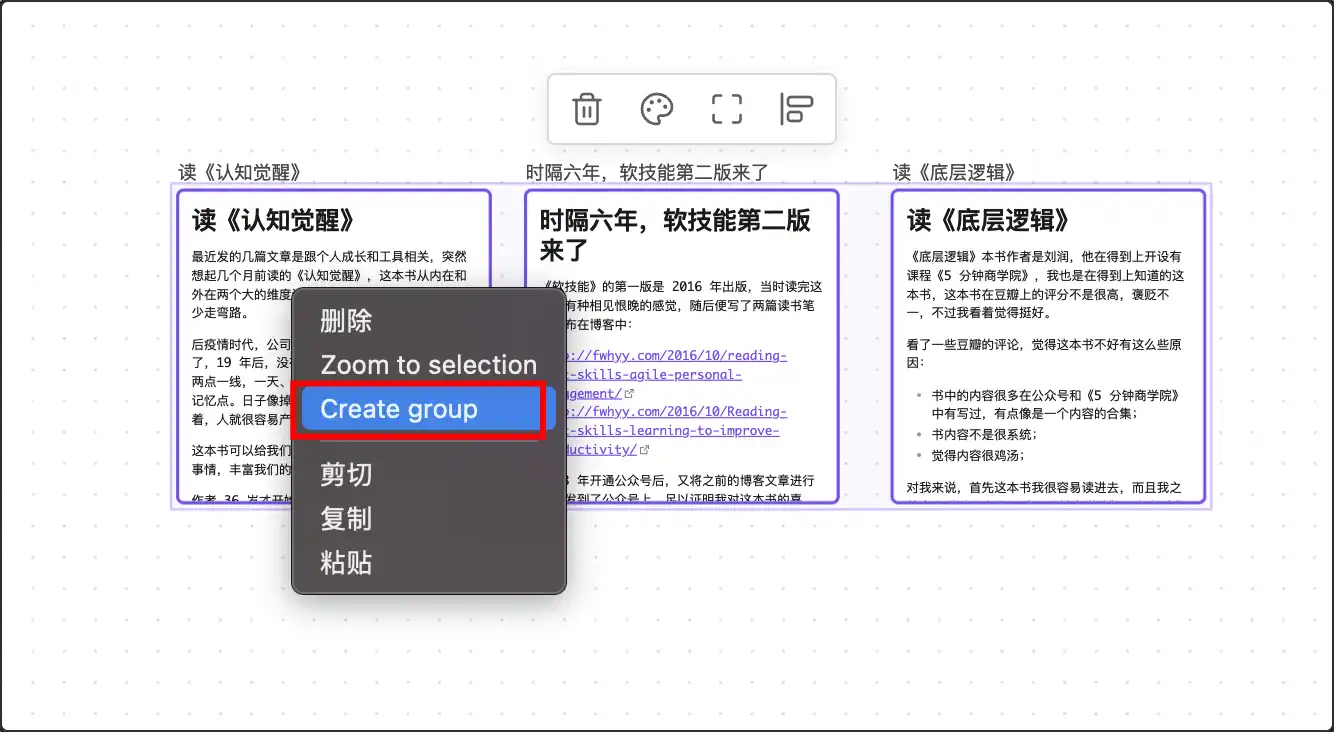 读《认知觉醒》
时隔六年，软技能第二版来了
读《底层逻辑》
读《认知觉醒》
最近发的几篇文章是跟个人成长和工具相关，突然
想起几个月前读的《认知觉醒》，这本书从内在和
外在两个大的维度
少走弯路。
后疫情时代，公司
了，19 年后，没
两点一线，一天、
记忆点。日子像掉
着，人就很容易产
这本书可以给我们
事情，丰富我们的
作者 36 岁才开始
删除
Zoom to selection
Create group
剪切
复制
粘贴
时隔六年，软技能第二版
来了
《软技能》的第一版是 2016 年出版，当时读完这
有种相见恨晚的感觉，随后便写了两篇读书笔
布在博客中：
p://fwhyy.com/2016/10/reading-
t-skills-agile-personal-
gement/
p://fwhyy.com/2016/10/Reading-
t-skills-learning-to-improve-
uctivity/
年开通公众号后，又将之前的博客文章进行
发到了公众号上，足以证明我对这本书的喜
读《底层逻辑》
《底层逻辑》本书作者是刘润，他在得到上开设有
课程《5 分钟商学院》，我也是在得到上知道的这
本书，这本书在豆瓣上的评分不是很高，褒贬不
一，不过我看着觉得挺好。
看了一些豆瓣的评论，觉得这本书不好有这么些原
因：
• 书中的内容很多在公众号和《5 分钟商学院》
中有写过，有点像是一个内容的合集；
• 书内容不是很系统；
• 觉得内容很鸡汤；
对我来说，首先这本书我很容易读进去，而且我之